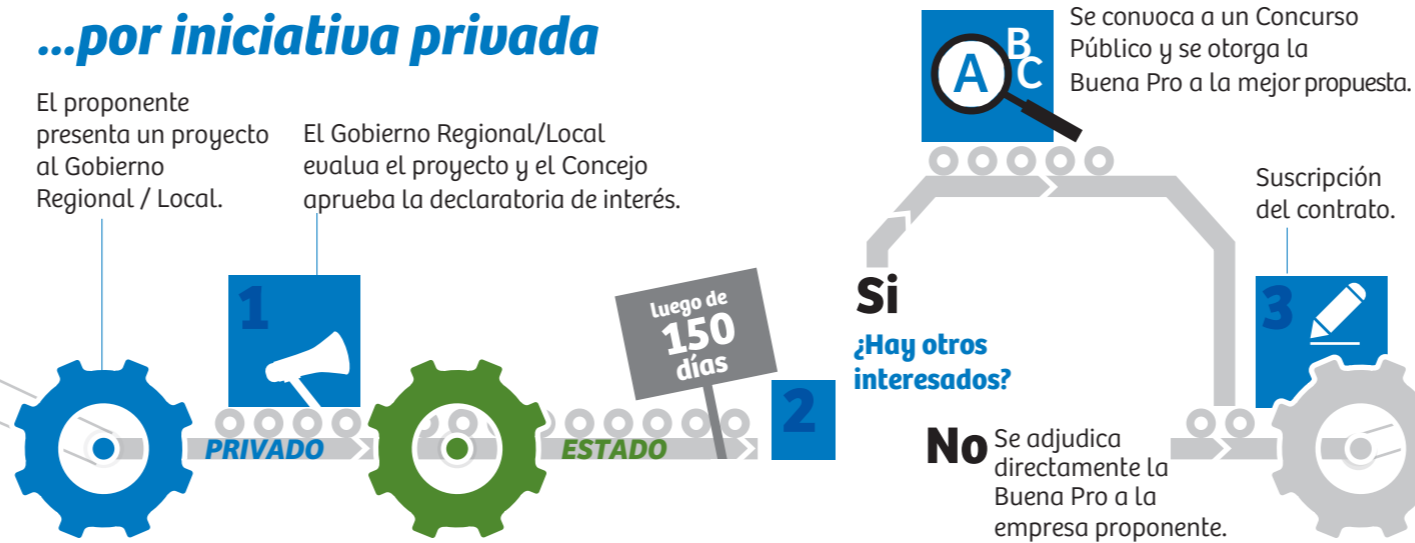 ...por iniciativa privada
El proponente
presenta un proyecto
al Gobierno
Regional / Local.
El Gobierno Regional/Local
evalua el proyecto y el Concejo
aprueba la declaratoria de interés.
1
PRIVADO
ESTADO
luego de
150
días
2
Si
¿Hay otros
interesados?
No
Se adjudica
directamente la
Buena Pro a la
empresa proponente.
A
B
C
Se convoca a un Concurso
Público y se otorga la
Buena Pro a la mejor propuesta.
Suscripción
del contrato.
3